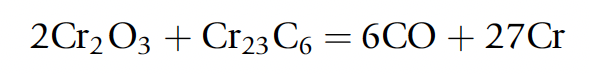 2Cr₂O₃ + Cr₂₃C₆ = 6CO + 27Cr